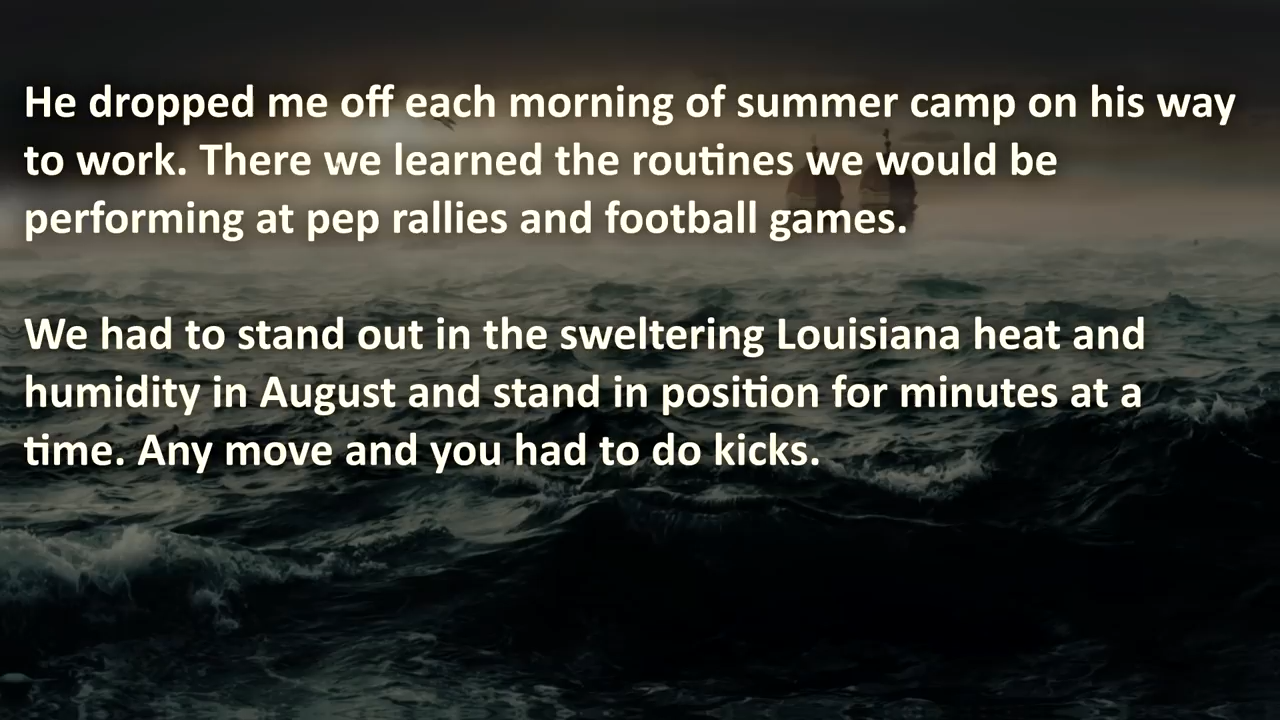 He dropped me off each morning of summer camp on his way
to work. There we learned the routines we would be
performing at pep rallies and football games.
We had to stand out in the sweltering Louisiana heat and
humidity in August and stand in position for minutes at a
time. Any move and you had to do kicks.